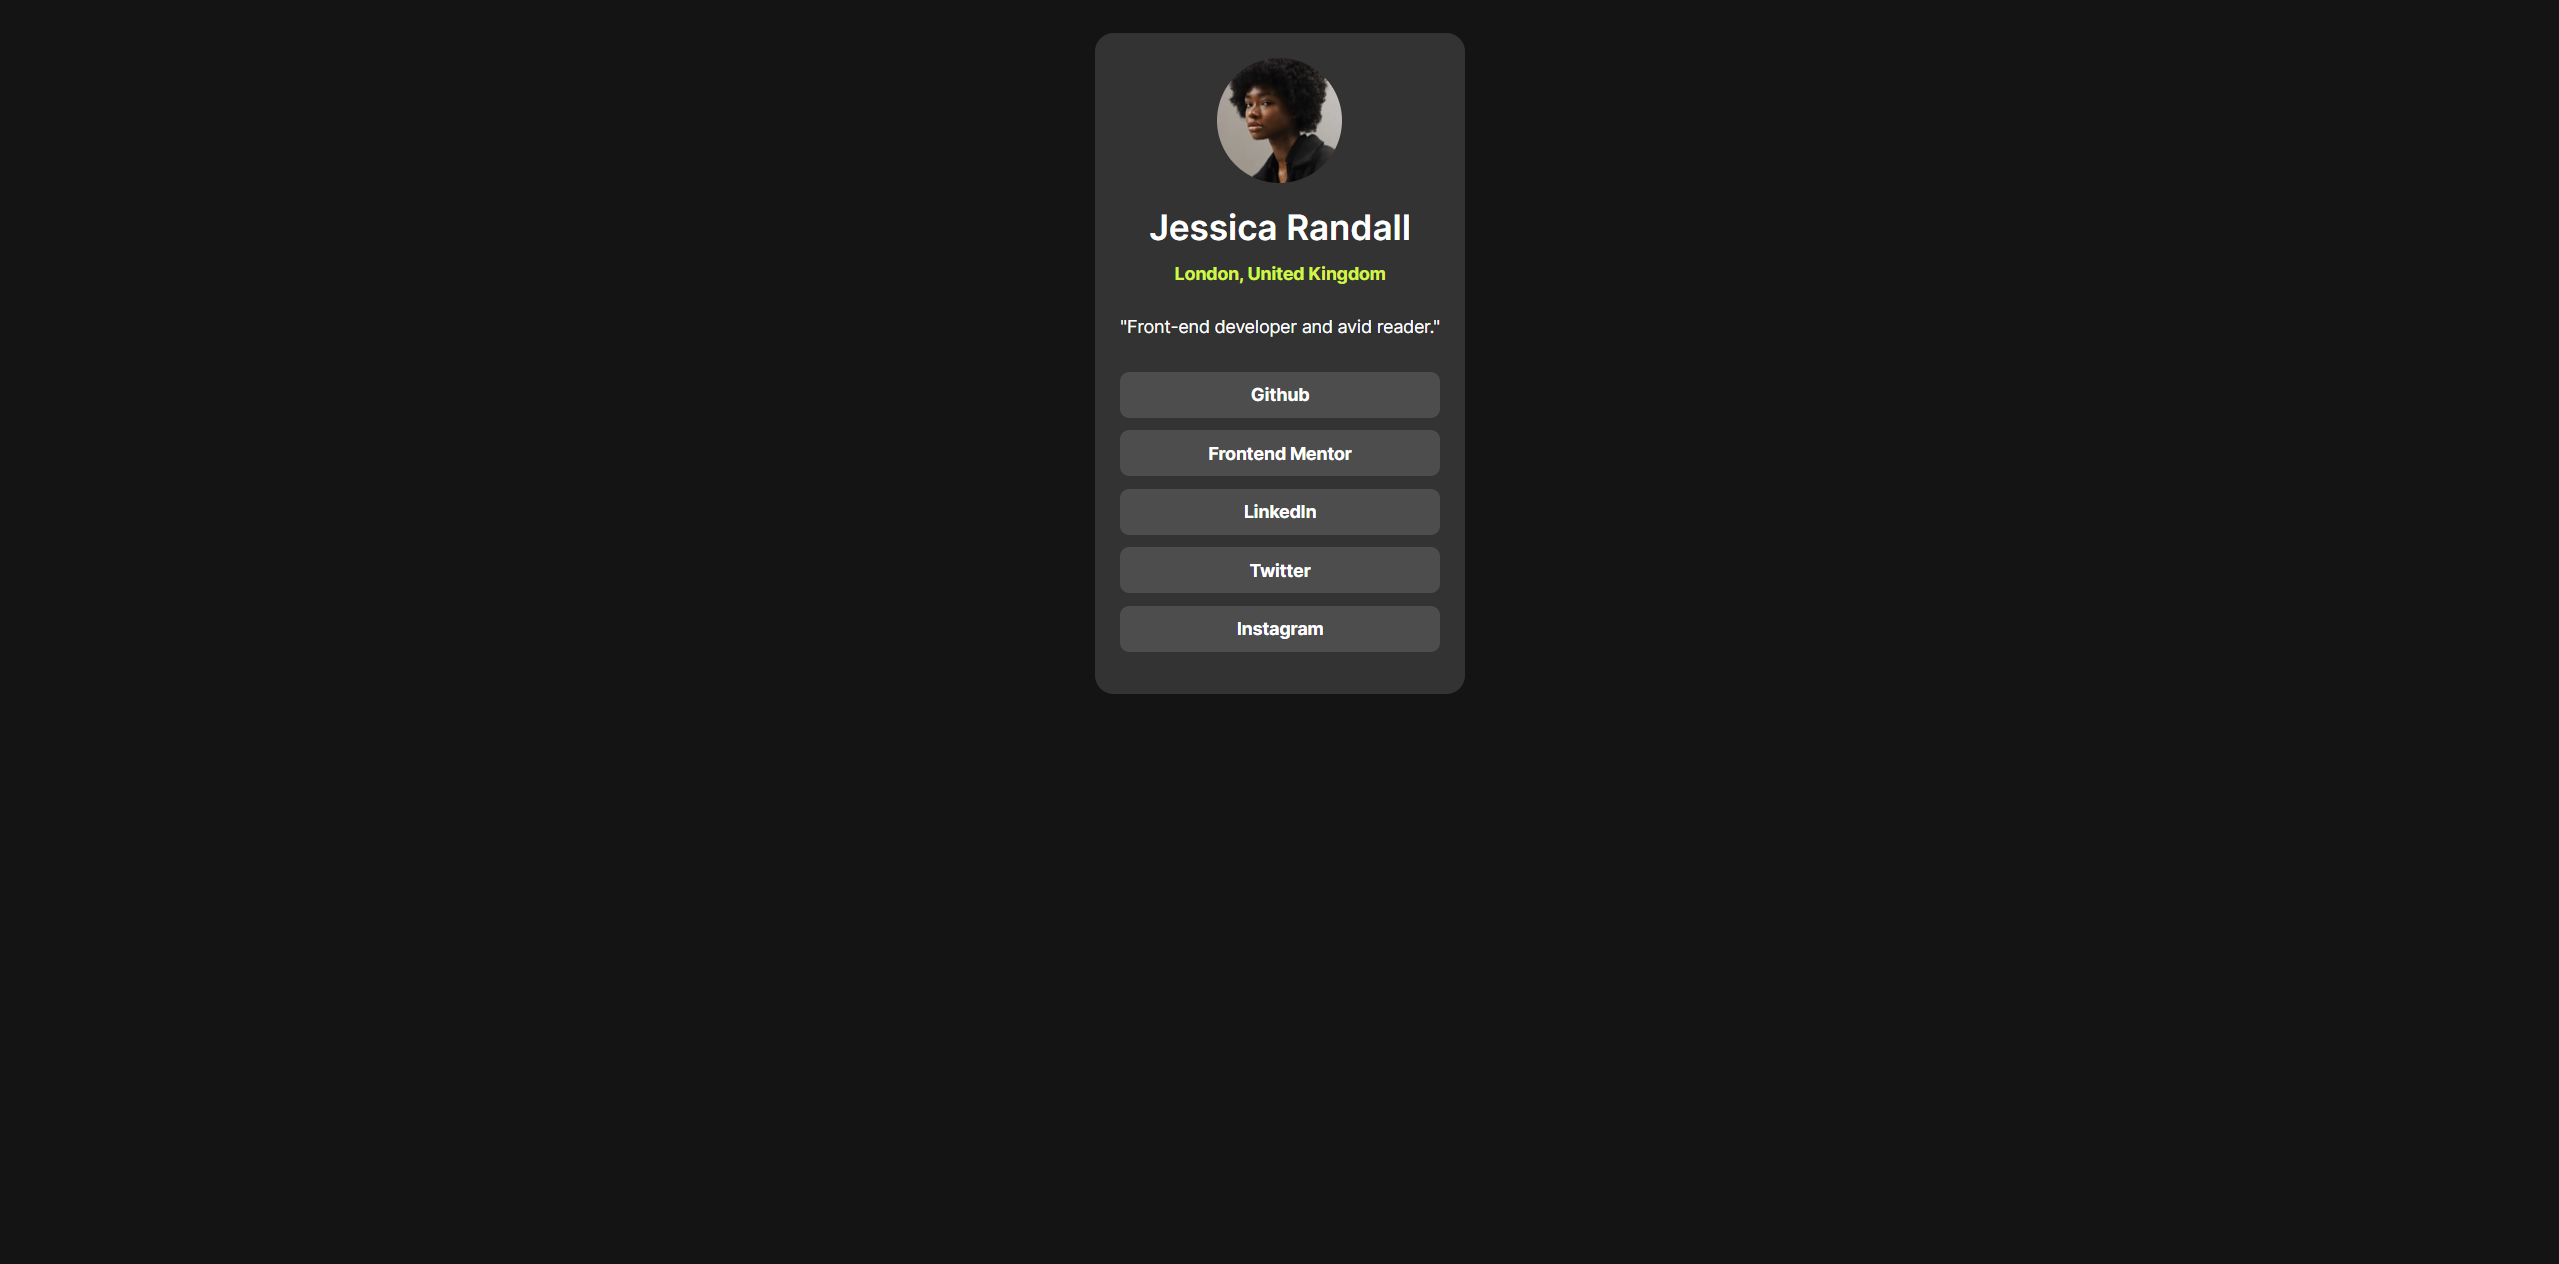 Jessica Randall
London, United Kingdom
"Front-end developer and avid reader."
Github
Frontend Mentor
LinkedIn
Twitter
Instagram